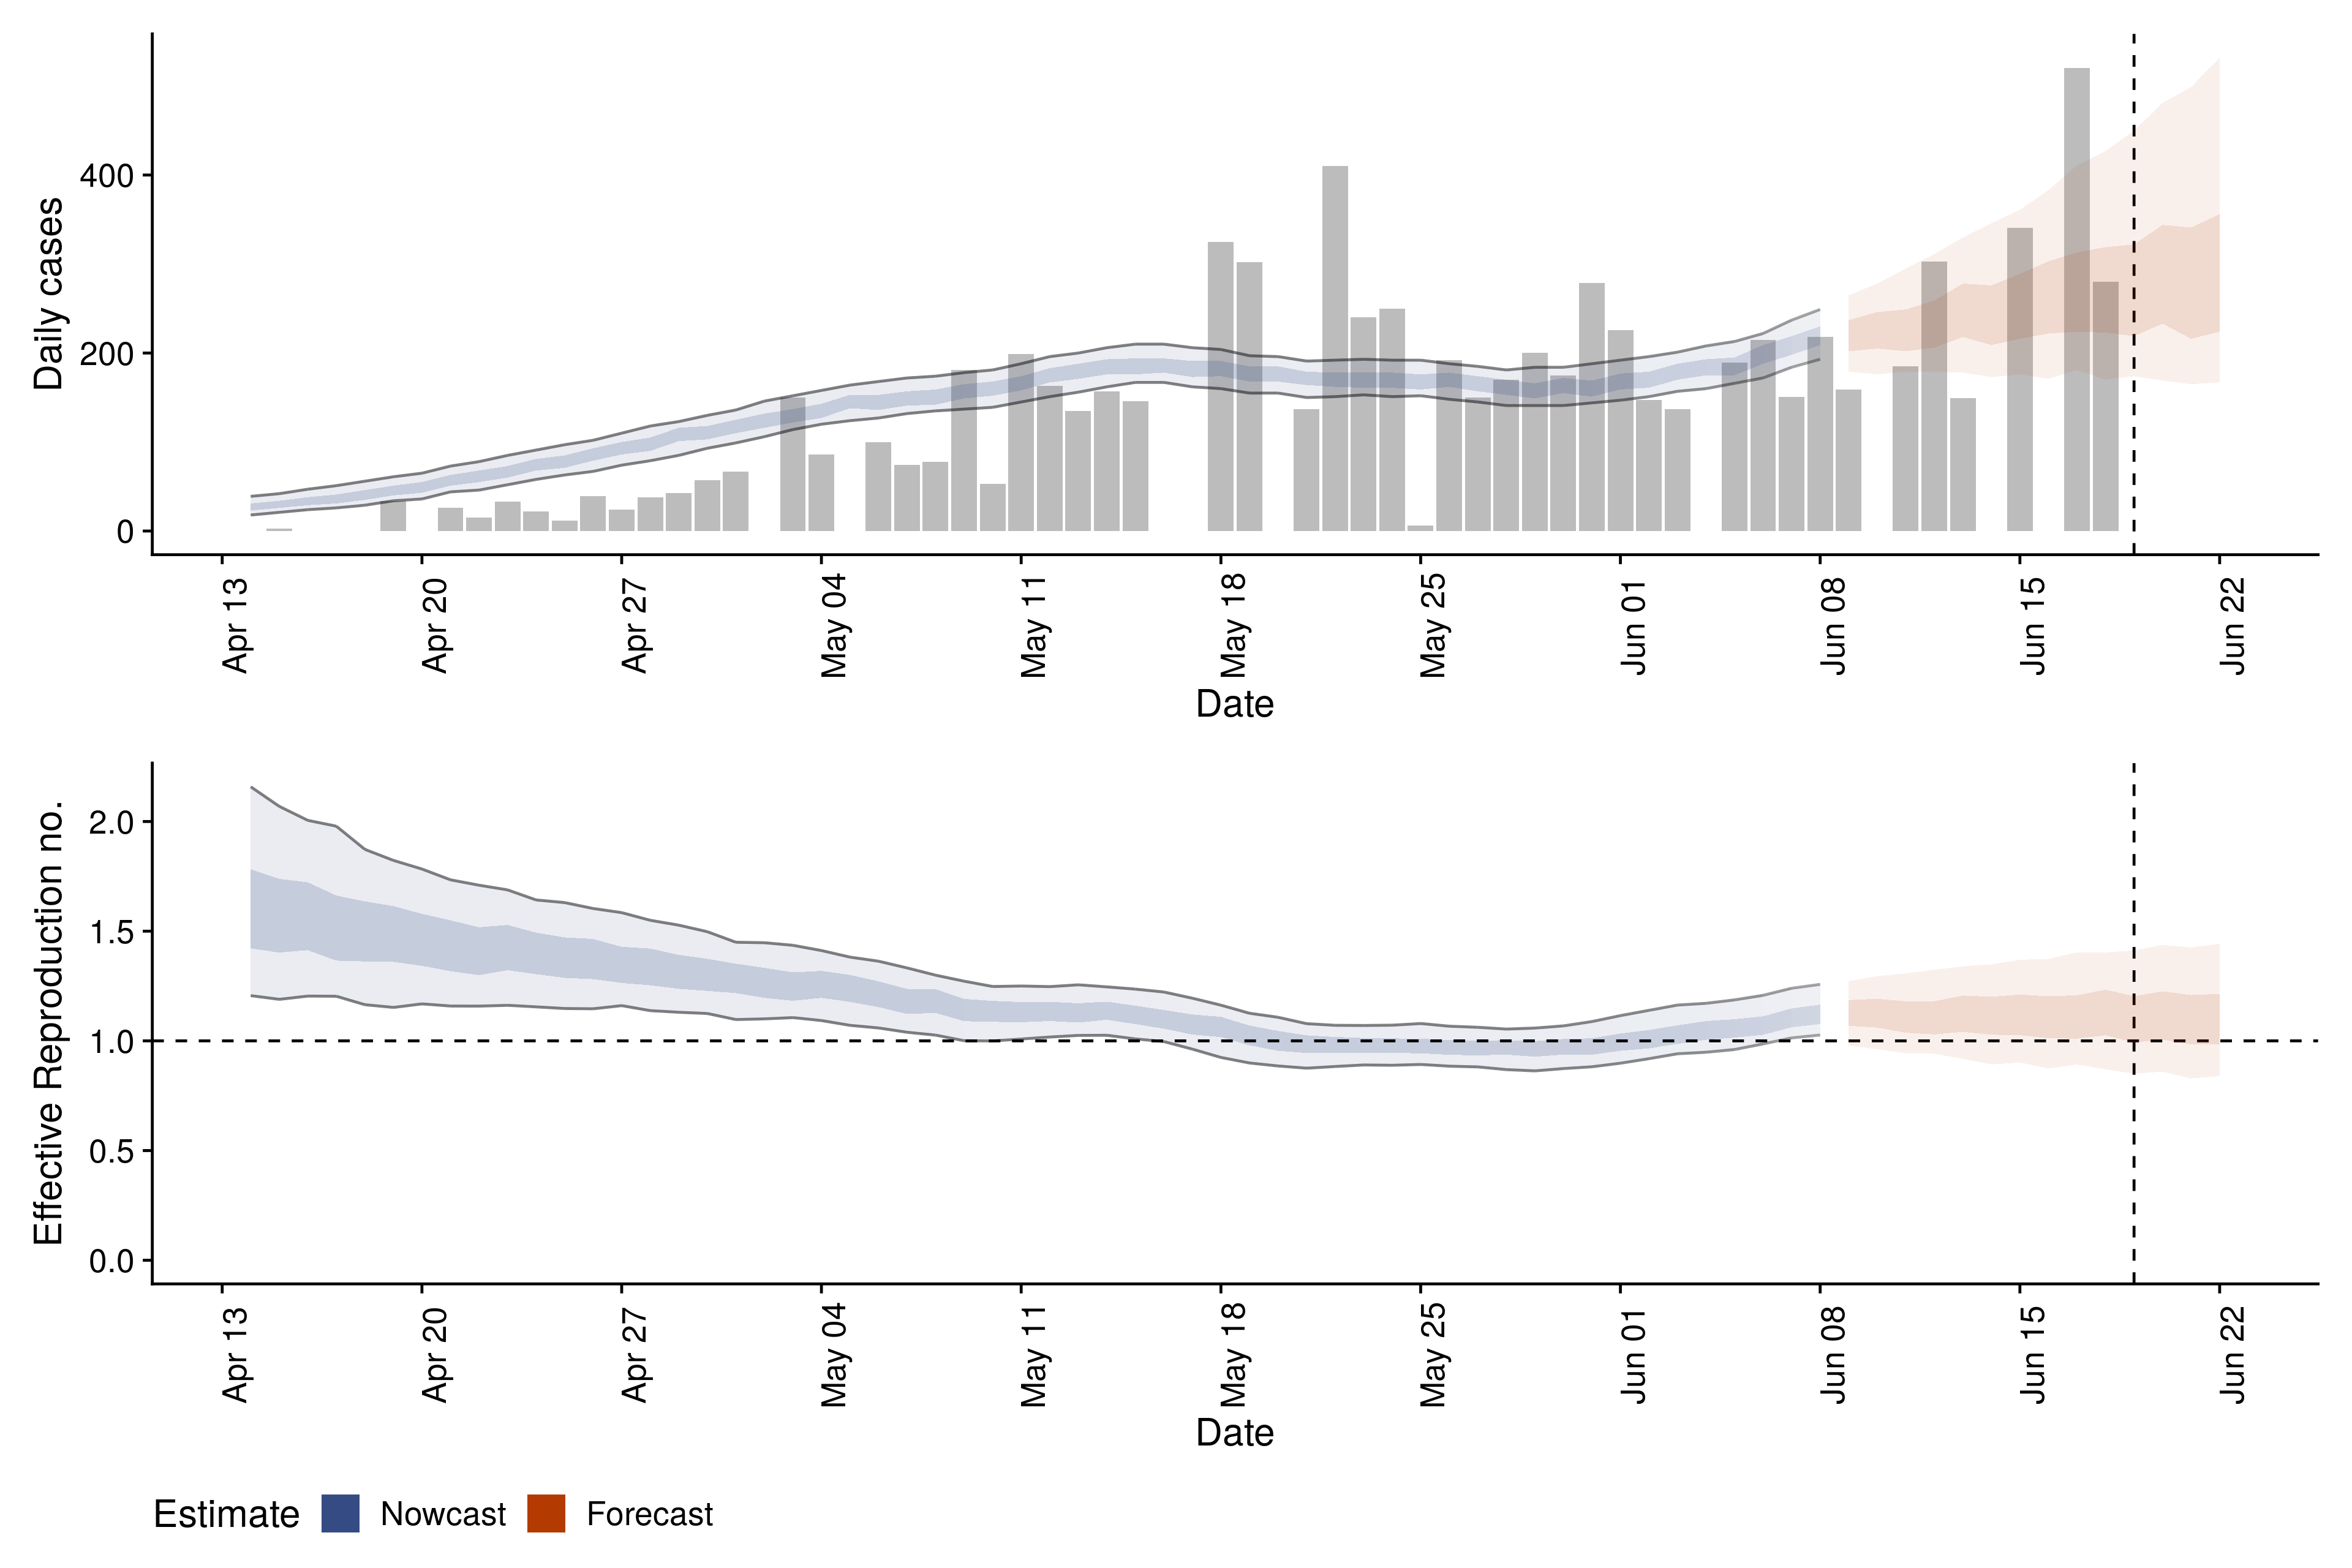 Daily cases
400
200
0
Apr 13
Apr 20
Apr 27
May 04
May 11
May 18
May 25
Jun 01
Jun 08
Jun 15
Jun 22
Date
Effective Reproduction no.
2.0
1.5
1.0
0.5
0.0
Apr 13
Apr 20
Apr 27
May 04
May 11
May 18
May 25
Jun 01
Jun 08
Jun 15
Jun 22
Date
Estimate Nowcast Forecast